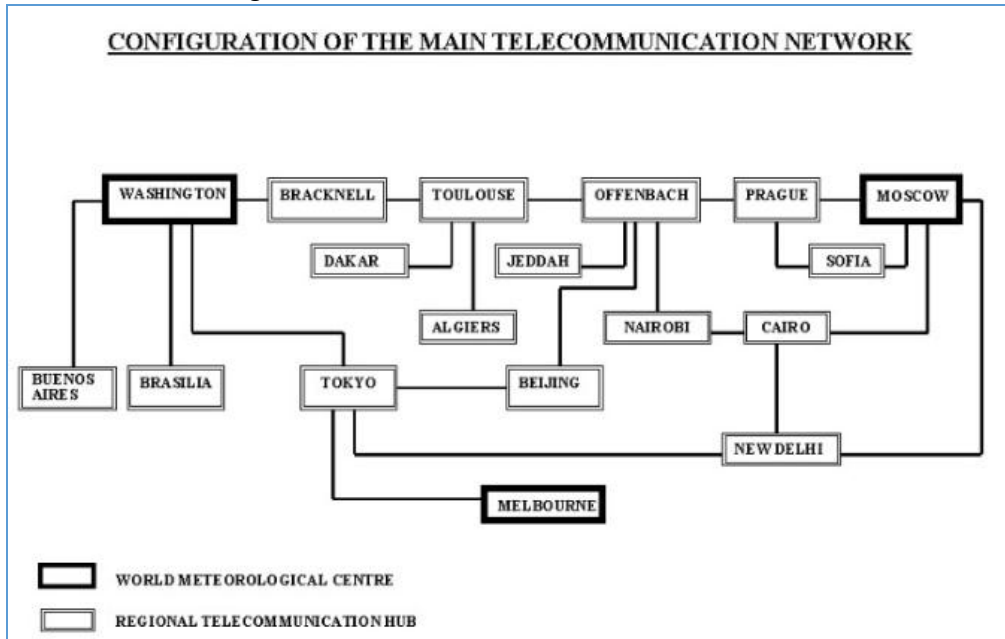 CONFIGURATION OF THE MAIN TELECOMMUNICATION NETWORK
WASHINGTON
BRACKNELL
TOULOUSE
OFFENBACH
PRAGUE
MOSCOW
DAKAR
JEDDAH
SOFIA
ALGIERS
NAIROBI
CAIRO
BUENOS
AIRES
BRASILIA
TOKYO
BEIJING
NEW DELHI
MELBOURNE
WORLD METEOROLOGICAL CENTRE
REGIONAL TELECOMMUNICATION HUB